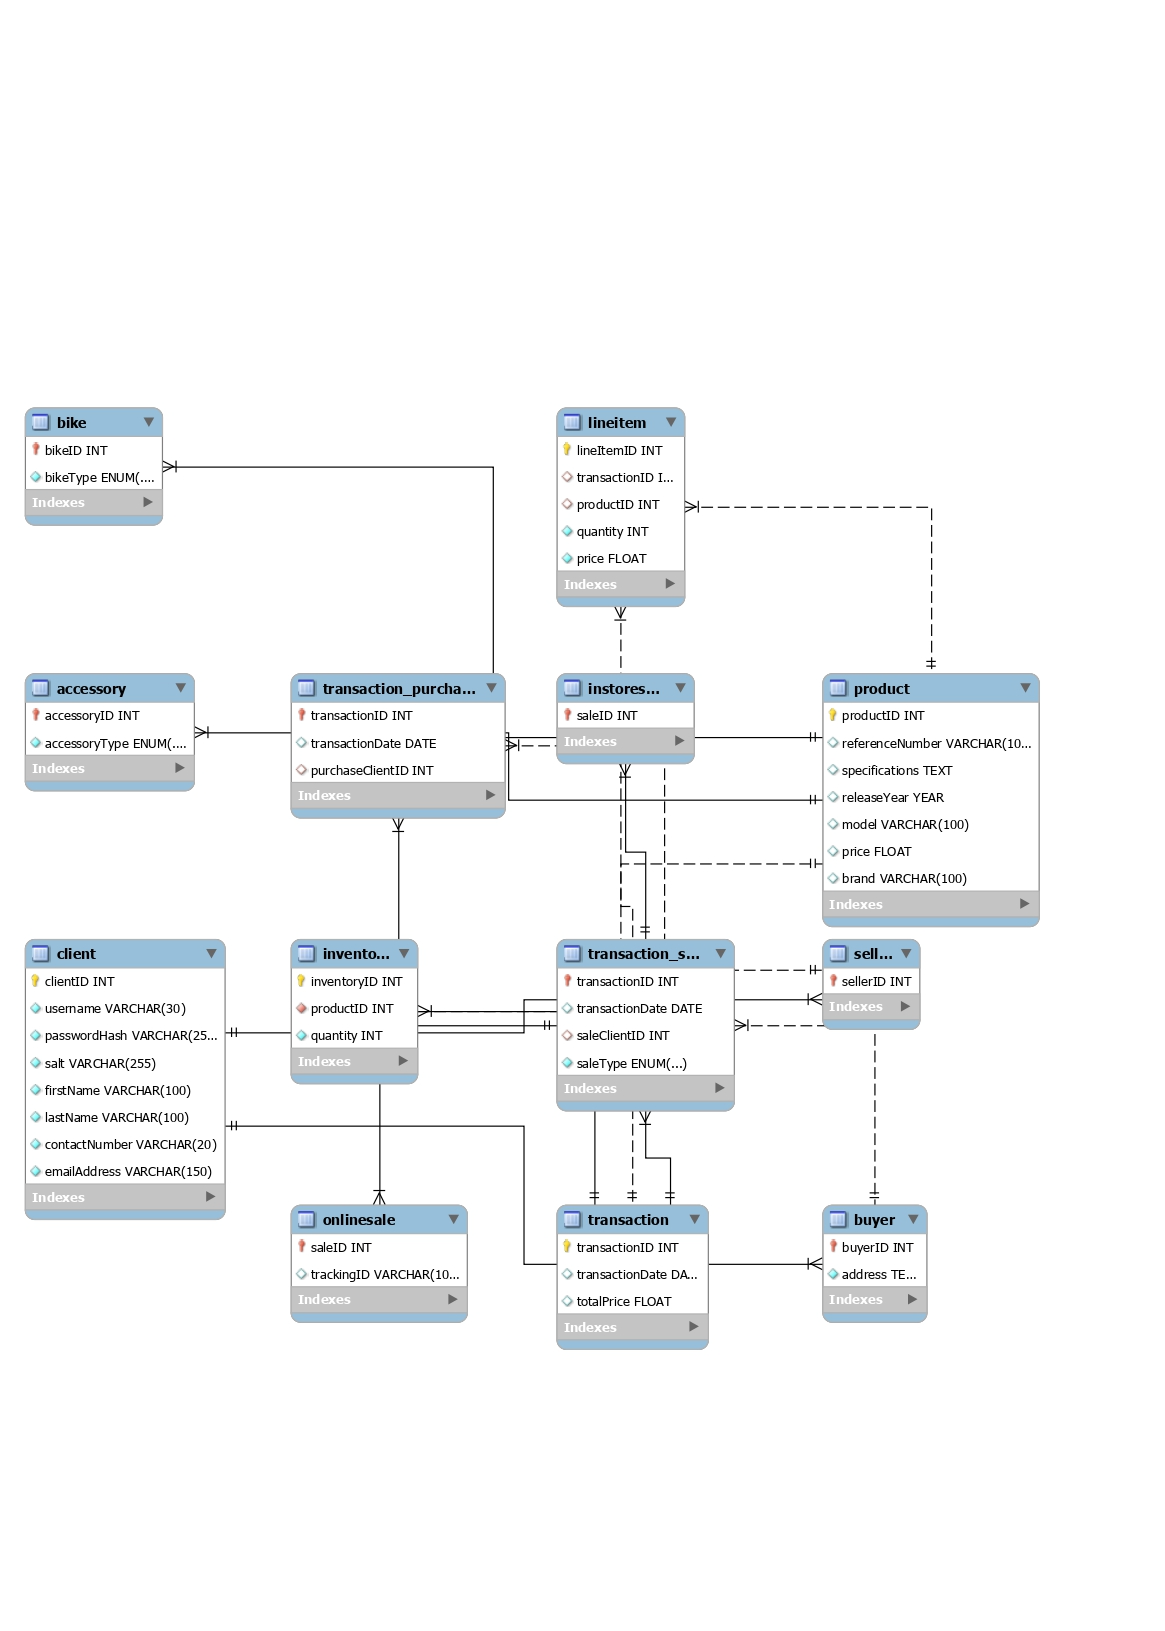 bike
bikeID INT
bikeType ENUM(....
Indexes
lineitem
lineItemID INT
transactionID I...
productID INT
quantity INT
price FLOAT
Indexes
accessory
accessoryID INT
accessoryType ENUM(....
Indexes
transaction_purcha...
transactionID INT
transactionDate DATE
purchaseClientID INT
Indexes
instores...
saleID INT
Indexes
product
productID INT
referenceNumber VARCHAR(10...
specifications TEXT
releaseYear YEAR
model VARCHAR(100)
price FLOAT
brand VARCHAR(100)
Indexes
client
clientID INT
username VARCHAR(30)
passwordHash VARCHAR(25...
salt VARCHAR(255)
firstName VARCHAR(100)
lastName VARCHAR(100)
contactNumber VARCHAR(20)
emailAddress VARCHAR(150)
Indexes
invento...
inventoryID INT
productID INT
quantity INT
Indexes
transaction_s...
transactionID INT
transactionDate DATE
saleClientID INT
saleType ENUM(...)
Indexes
sell...
sellerID INT
Indexes
onlinesale
saleID INT
trackingID VARCHAR(10...
Indexes
transaction
transactionID INT
transactionDate DA...
totalPrice FLOAT
Indexes
buyer
buyerID INT
address TE...
Indexes